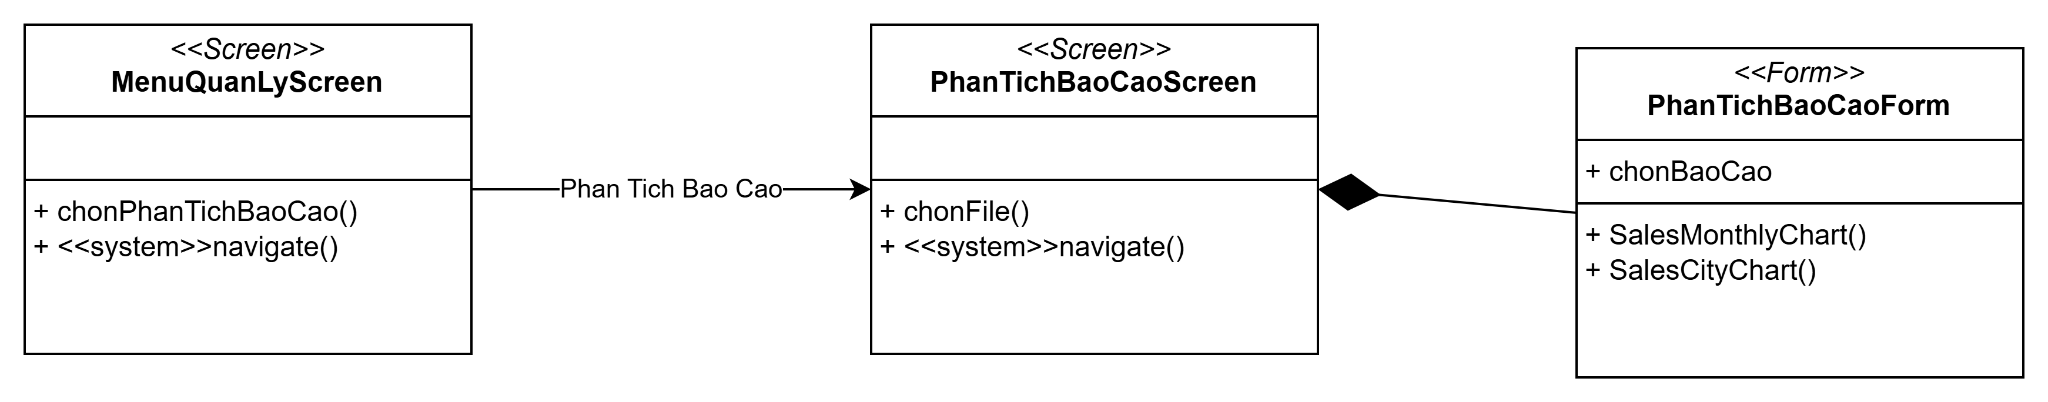 <<Screen>>
MenuQuanLyScreen
+ chonPhanTichBaoCao()
+ <<system>>navigate()
Phan Tich Bao Cao
<<Screen>>
PhanTichBaoCaoScreen
+ chonFile()
+ <<system>>navigate()
<<Form>>
PhanTichBaoCaoForm
+ chonBaoCao
+ SalesMonthlyChart()
+ SalesCityChart()